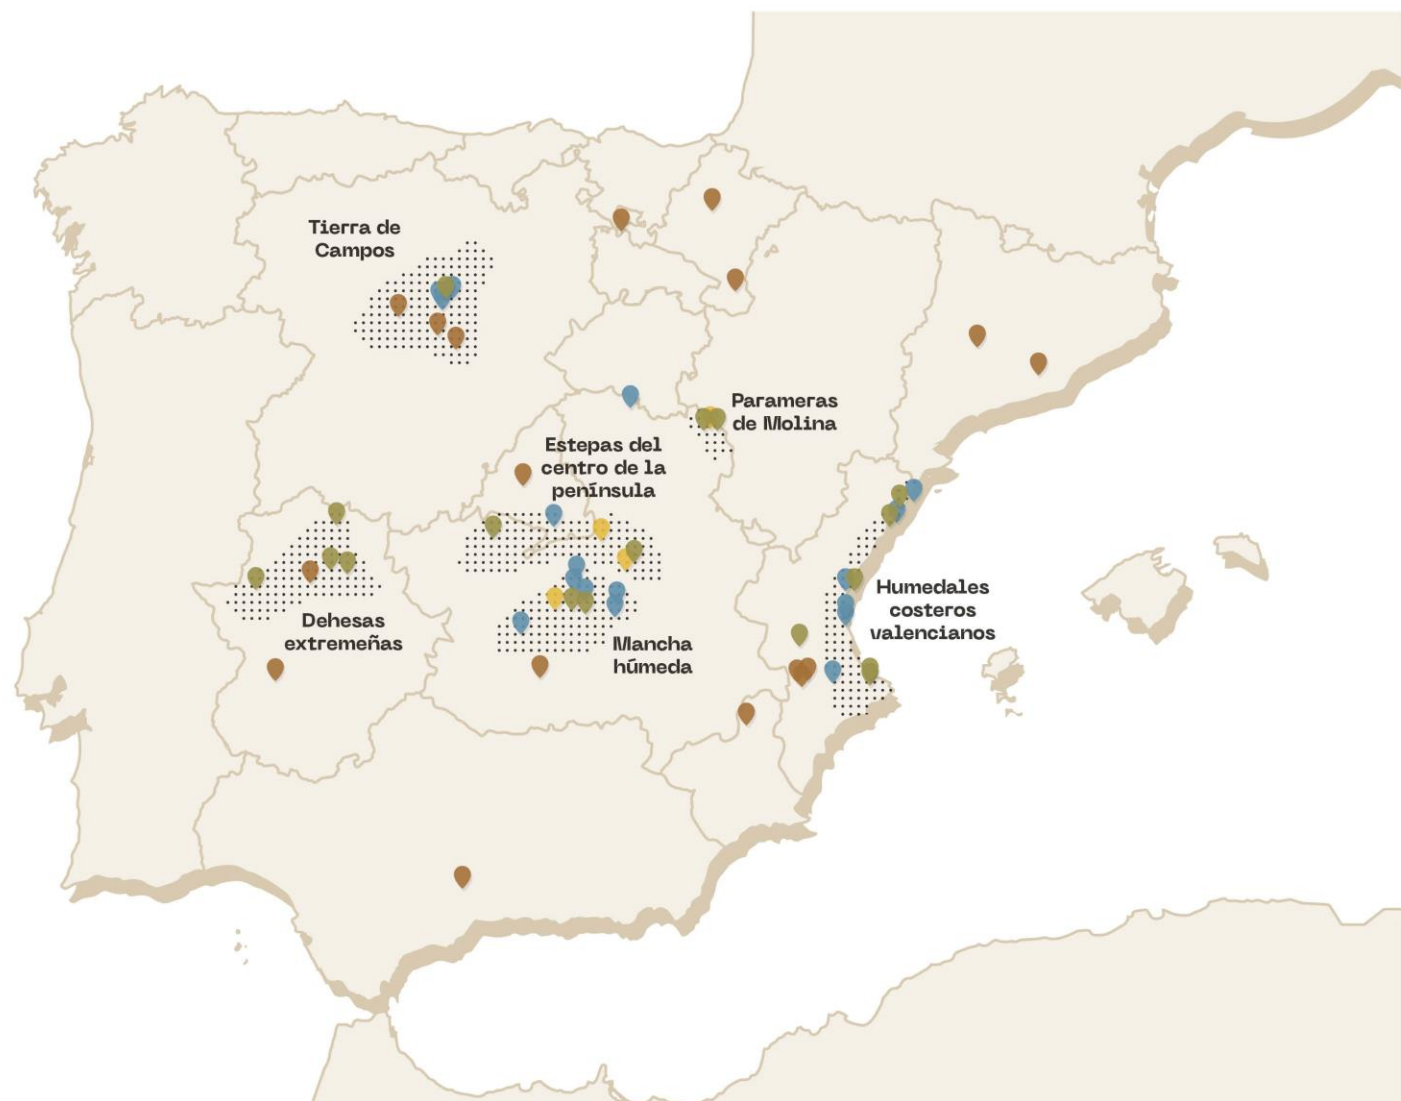 Tierra de
Campos
Parameras
de Molina
Estepas del
centro de la
península
Humedales
costeros
valencianos
Dehesas
extremeñas
Mancha
húmeda